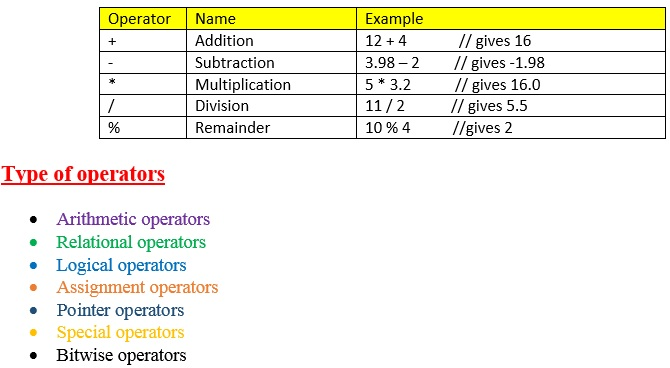 Operator Name Example
+ Addition 12 + 4 // gives 16
- Subtraction 3.98 – 2 // gives -1.98
* Multiplication 5 * 3.2 // gives 16.0
/ Division 11 / 2 // gives 5.5
% Remainder 10 % 4 //gives 2
Type of operators
• Arithmetic operators
• Relational operators
• Logical operators
• Assignment operators
• Pointer operators
• Special operators
• Bitwise operators